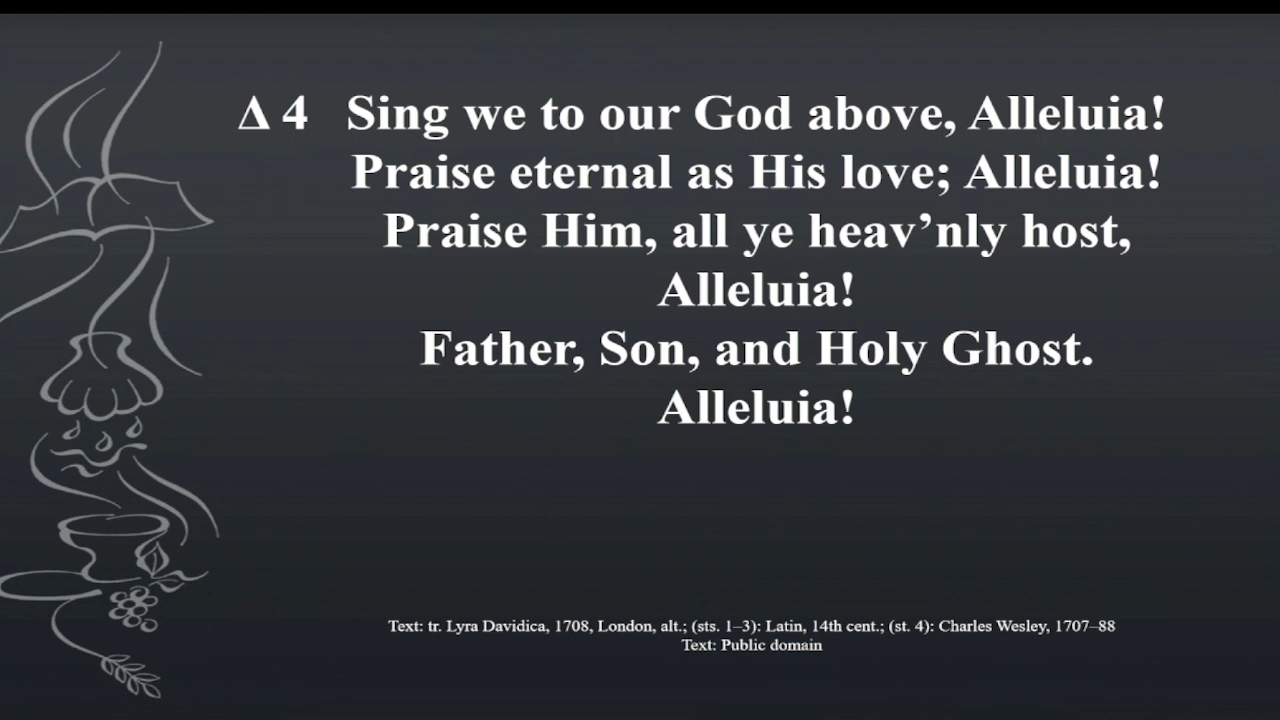 Δ 4 Sing we to our God above, Alleluia!
Praise eternal as His love; Alleluia!
Praise Him, all ye heav’nly host,
Alleluia!
Father, Son, and Holy Ghost.
Alleluia!
Text: tr. Lyra Davidica, 1708, London, alt.; (sts. 1–3): Latin, 14th cent.; (st. 4): Charles Wesley, 1707–88
Text: Public domain